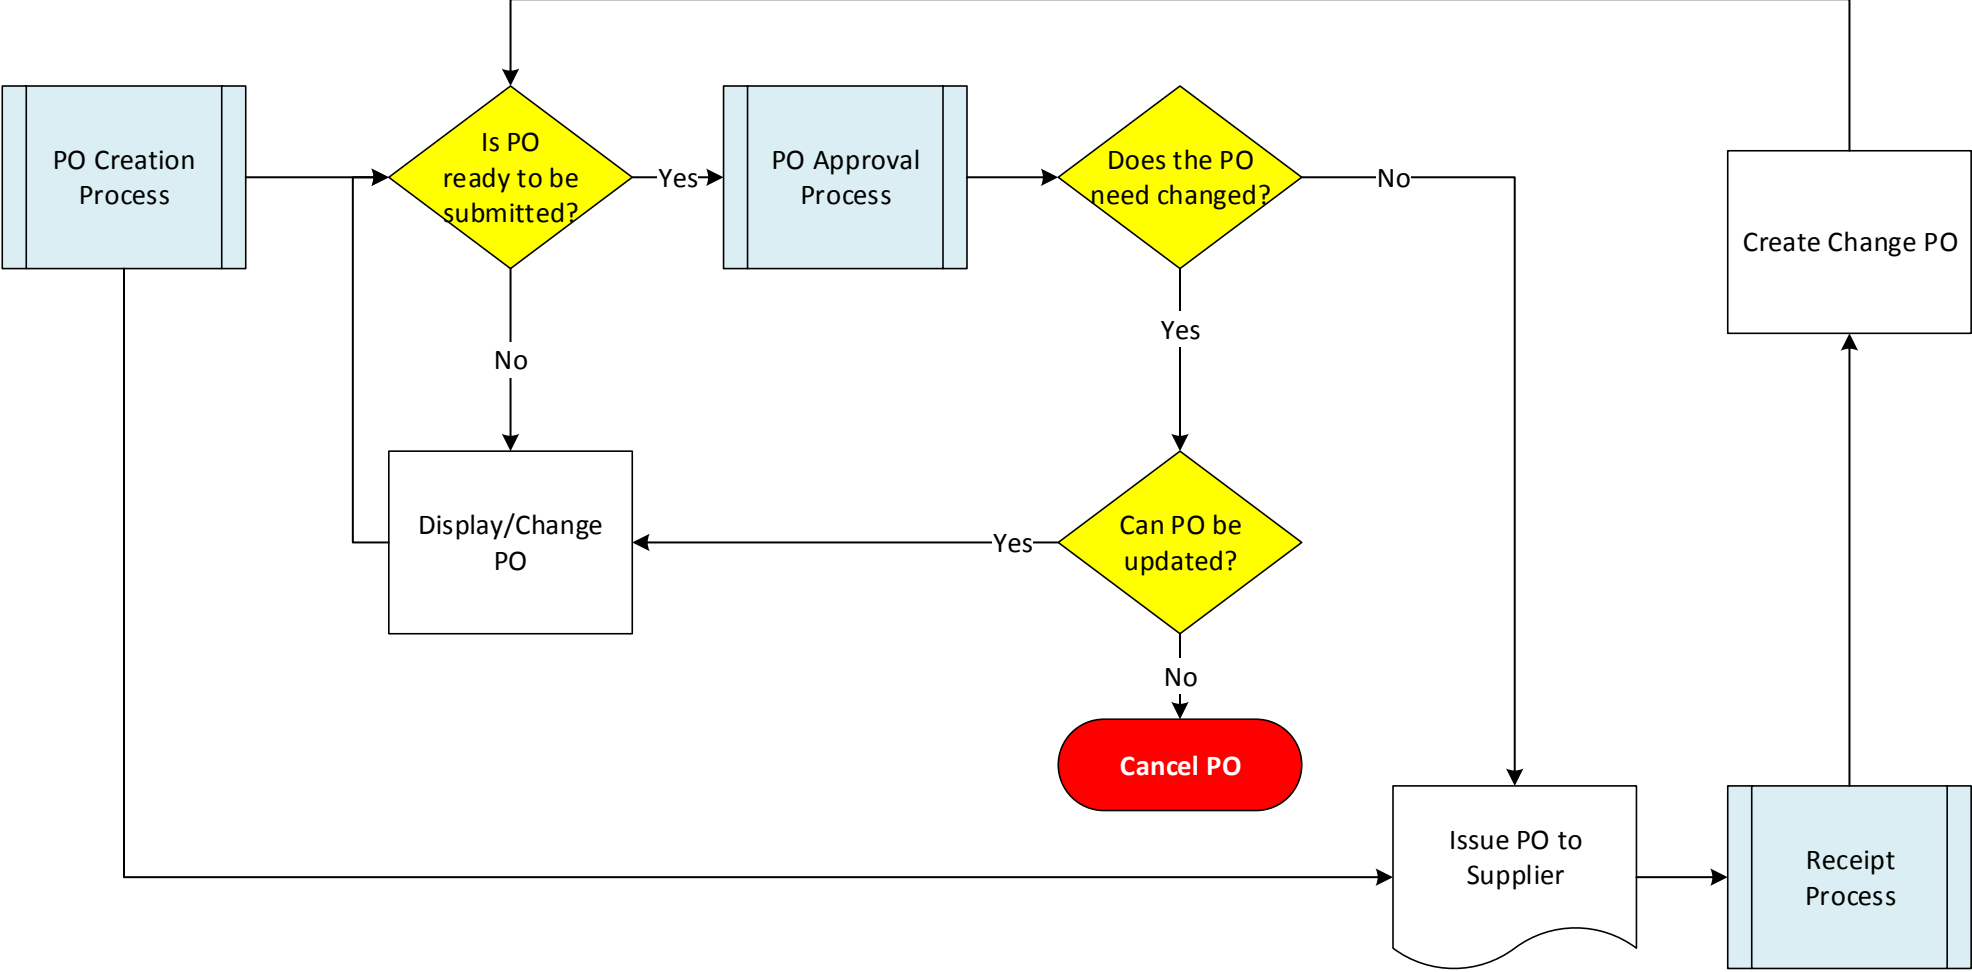 PO Creation
Process
Is PO
ready to be
submitted?
Yes
PO Approval
Process
Does the PO
need changed?
No
Create Change PO
No
Yes
Display/Change
PO
Yes
Can PO be
updated?
No
Cancel PO
Issue PO to
Supplier
Receipt
Process